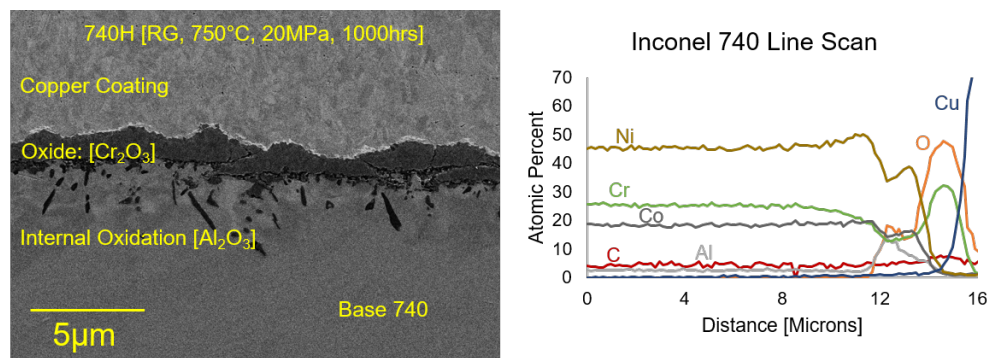 740H [RG, 750°C, 20MPa, 1000hrs]
Copper Coating
Oxide: [Cr₂O₃]
Internal Oxidation [Al₂O₃]
Base 740
5µm
Inconel 740 Line Scan
Atomic Percent
70
60
50
40
30
20
10
0
Ni
Cr
Co
C
Al
O
Cu
0 4 8 12 16
Distance [Microns]